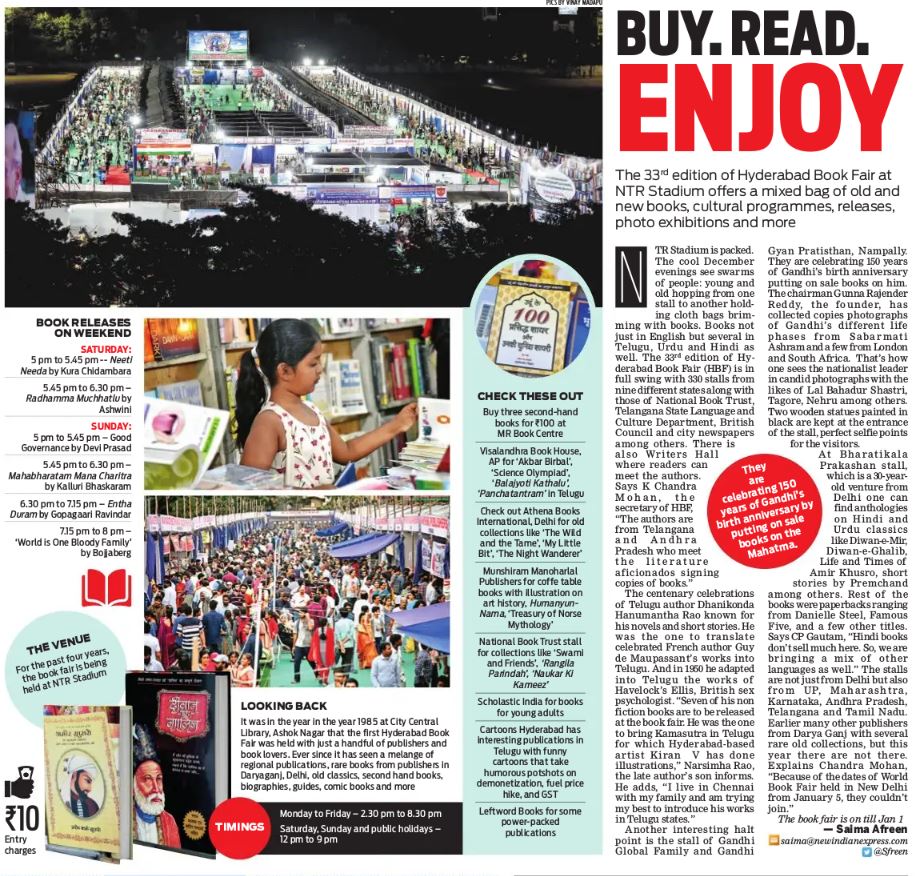 PICS BY VINAY MADAPU
BUY. READ.
ENJOY
The 33rd edition of Hyderabad Book Fair at
NTR Stadium offers a mixed bag of old and
new books, cultural programmes, releases,
photo exhibitions and more
NTR Stadium is packed.
The cool December
evenings see swarms
of people: young and
old hopping from one
stall to another hold-
ing cloth bags brim-
ming with books. Books not
just in English but several in
Telugu, Urdu and Hindi as
well. The 33rd edition of Hy-
derabad Book Fair (HBF) is in
full swing with 330 stalls from
nine different states along with
those of National Book Trust,
Telangana State Language and
Culture Department, British
Council and city newspapers
among others. There is
also Writers Hall
where readers can
meet the authors.
Says K Chandra
Mohan, the
secretary of HBF,
“The authors are
from Telangana
and Andhra
Pradesh who meet
the literature
aficionados signing
copies of books.”
The centenary celebrations
of Telugu author Dhanikonda
Hanumantha Rao known for
his novels and short stories. He
was the one to translate
celebrated French author Guy
de Maupassant’s works into
Telugu. And in 1950 he adapted
into Telugu the works of
Havelock’s Ellis, British sex
psychologist. “Seven of his non
fiction books are to be released
at the book fair. He was the one
to bring Kamasutra in Telugu
for which Hyderabad-based
artist Kiran V has done
illustrations,” Narsimha Rao,
the late author’s son informs.
He adds, “I live in Chennai
with my family and am trying
my best to introduce his works
in Telugu states.”
Another interesting halt
point is the stall of Gandhi
Global Family and Gandhi
Gyan Pratisthan, Nampally.
They are celebrating 150 years
of Gandhi’s birth anniversary
putting on sale books on him.
The chairman Gunna Rajender
Reddy, the founder, has
collected copies photographs
of Gandhi’s different life
phases from Sabarmati
Ashram and a few from London
and South Africa. That’s how
one sees the nationalist leader
in candid photographs with the
likes of Lal Bahadur Shastri,
Tagore, Nehru among others.
Two wooden statues painted in
black are kept at the entrance
of the stall, perfect selfie points
for the visitors.
At Bharatikala
Prakashan stall,
which is a 30-year-
old venture from
Delhi one can
find anthologies
on Hindi and
Urdu classics
like Diwan-e-Mir,
Diwan-e-Ghalib,
Life and Times of
Amir Khusro, short
stories by Premchand
among others. Rest of the
books were paperbacks ranging
from Danielle Steel, Famous
Five, and a few other titles.
Says CP Gautam, “Hindi books
don’t sell much here. So, we are
bringing a mix of other
languages as well.” The stalls
are not just from Delhi but also
from UP, Maharashtra,
Karnataka, Andhra Pradesh,
Telangana and Tamil Nadu.
Earlier many other publishers
from Darya Ganj with several
rare old collections, but this
year there are not there.
Explains Chandra Mohan,
“Because of the dates of World
Book Fair held in New Delhi
from January 5, they couldn’t
join.”
The book fair is on till Jan 1
— Saima Afreen
saima@newindianexpress.com
@Sfreen
They
are
celebrating 150
years of Gandhi’s
birth anniversary by
putting on sale
books on the
Mahatma.
BOOK RELEASES
ON WEEKEND
SATURDAY:
5 pm to 5.45 pm -- Neeti
Needa by Kura Chidambara
5.45 pm to 6.30 pm –
Radhamma Muchhatlu by
Ashwini
SUNDAY:
5 pm to 5.45 pm – Good
Governance by Devi Prasad
5.45 pm to 6.30 pm –
Mahabharatam Mana Charitra
by Kalluri Bhaskaram
6.30 pm to 7.15 pm – Entha
Duram by Gopagaari Ravindar
7.15 pm to 8 pm –
‘World is One Bloody Family’
by Bojjaberg
THE VENUE
For the past four years,
the book fair is being
held at NTR Stadium
₹10
Entry
charges
दीवान
ए
ग़ालिब
LOOKING BACK
It was in the year in the year 1985 at City Central
Library, Ashok Nagar that the first Hyderabad Book
Fair was held with just a handful of publishers and
book lovers. Ever since it has seen a melange of
regional publications, rare books from publishers in
Daryaganj, Delhi, old classics, second hand books,
biographies, guides, comic books and more
TIMINGS
Monday to Friday – 2.30 pm to 8.30 pm
Saturday, Sunday and public holidays –
12 pm to 9 pm
उर्दू के
100
प्रसिद्ध शायर
और
उनकी चुनिंदा शायरी
CHECK THESE OUT
Buy three second-hand
books for ₹100 at
MR Book Centre
Visalandhra Book House,
AP for ‘Akbar Birbal’,
‘Science Olympiad’,
‘Balajyoti Kathalu’,
‘Panchatantram’ in Telugu
Check out Athena Books
International, Delhi for old
collections like ‘The Wild
and the Tame’, ‘My Little
Bit’, ‘The Night Wanderer’
Munshiram Manoharlal
Publishers for coffe table
books with illustration on
art history, Humanyun-
Nama, ‘Treasury of Norse
Mythology’
National Book Trust stall
for collections like ‘Swami
and Friends’, ‘Rangila
Parindah’, ‘Naukar Ki
Kameez’
Scholastic India for books
for young adults
Cartoons Hyderabad has
interesting publications in
Telugu with funny
cartoons that take
humorous potshots on
demonetization, fuel price
hike, and GST
Leftword Books for some
power-packed
publications